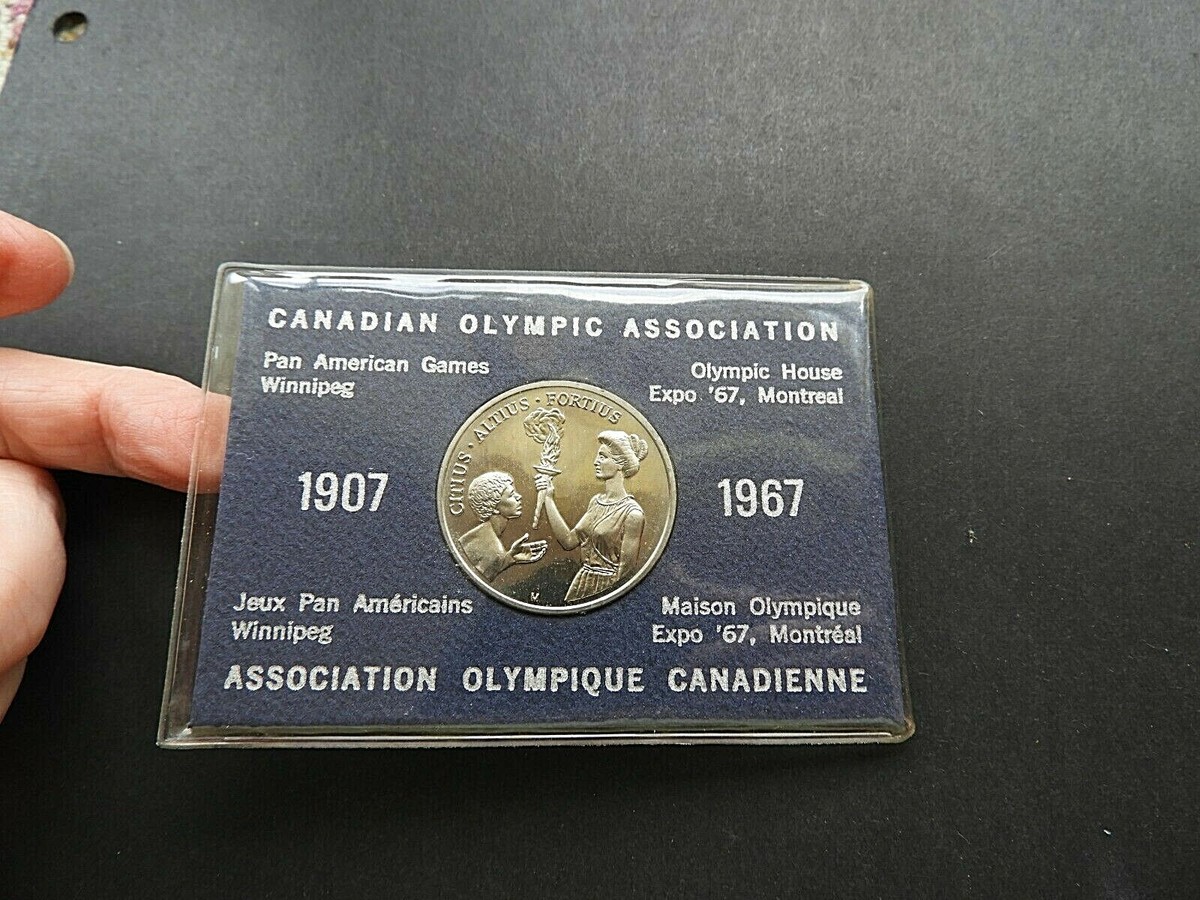 CANADIAN OLYMPIC ASSOCIATION
Pan American Games
Winnipeg
Olympic House
Expo '67, Montreal
CITIUS · ALTIUS · FORTIUS
1907
1967
Jeux Pan Américains
Winnipeg
Maison Olympique
Expo '67, Montréal
ASSOCIATION OLYMPIQUE CANADIENNE